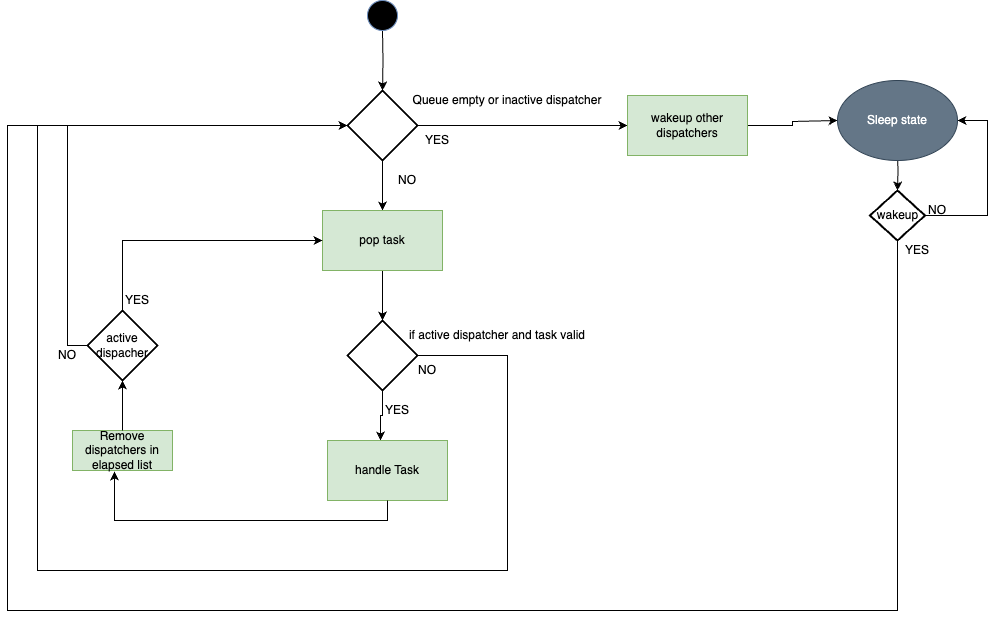 Queue empty or inactive dispatcher
YES
wakeup other
dispatchers
Sleep state
NO
wakeup
NO
YES
pop task
YES
active
dispacher
NO
if active dispatcher and task valid
NO
YES
Remove
dispatchers in
elapsed list
handle Task